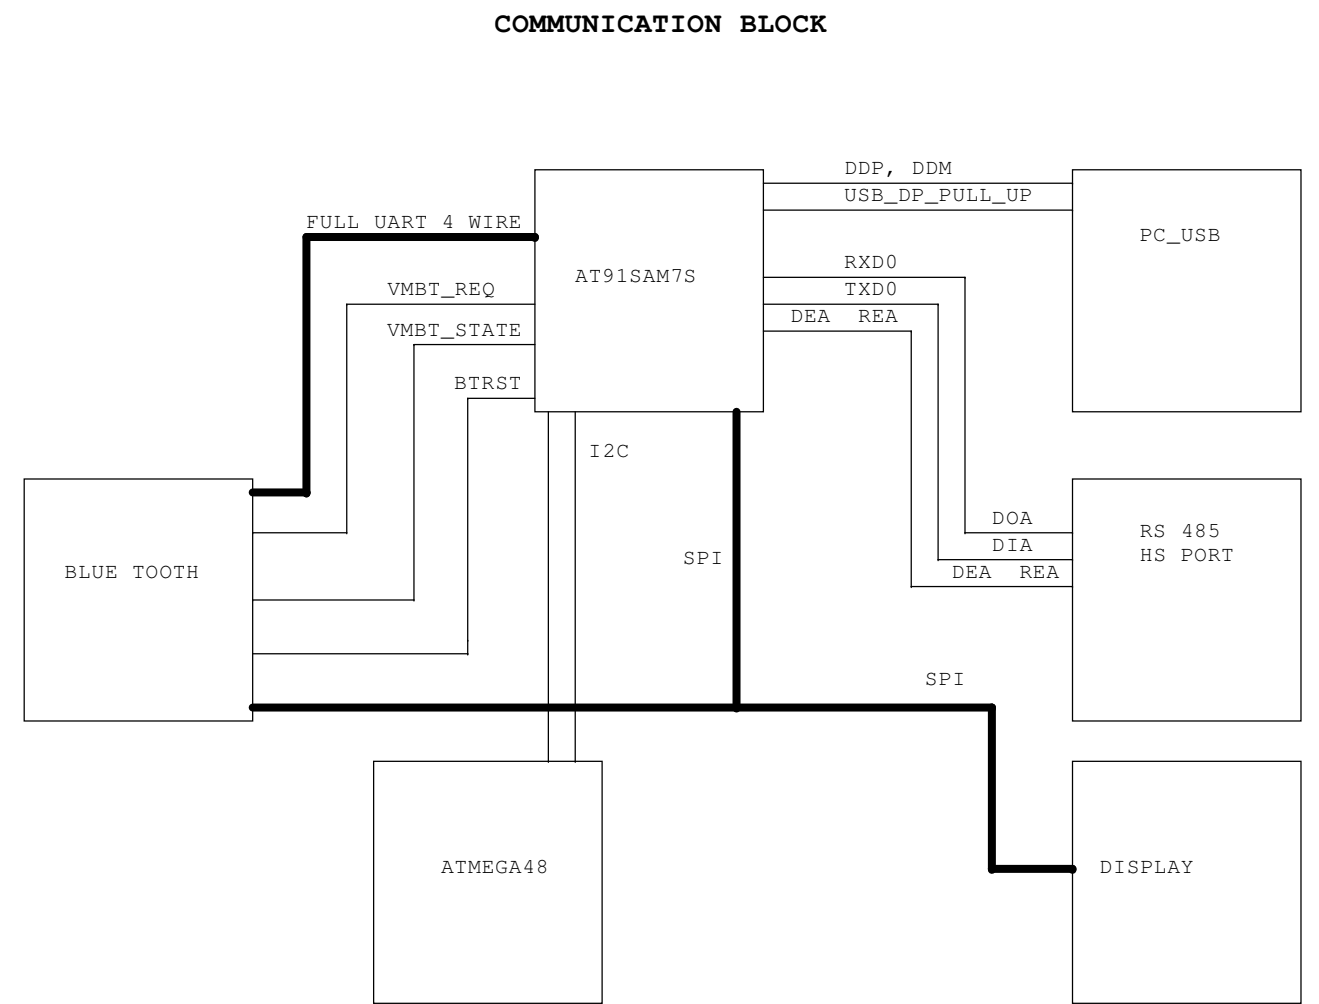 COMMUNICATION BLOCK
DDP, DDM
USB_DP_PULL_UP
FULL UART 4 WIRE
PC_USB
RXD0
AT91SAM7S
VMBT_REQ
TXD0
DEA REA
VMBT_STATE
BTRST
I2C
DOA
RS 485
HS PORT
DIA
SPI
BLUE TOOTH
DEA REA
SPI
ATMEGA48
DISPLAY